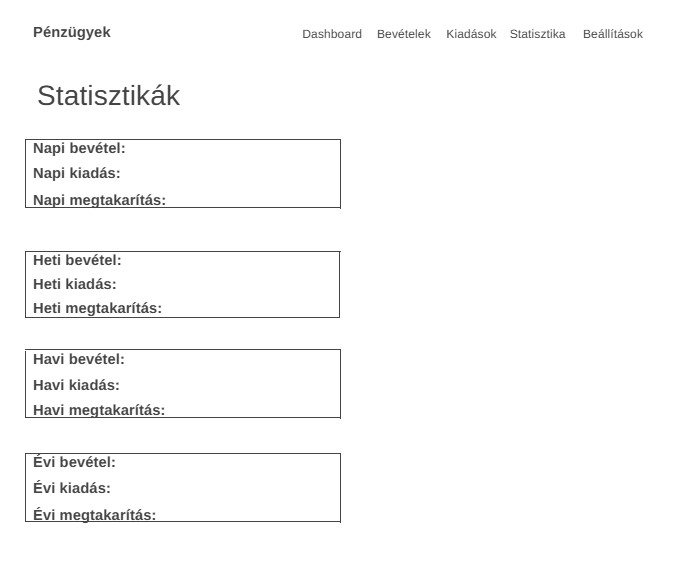 Pénzügyek
Dashboard Bevételek Kiadások Statisztika Beállítások
Statisztikák
Napi bevétel:
Napi kiadás:
Napi megtakarítás:
Heti bevétel:
Heti kiadás:
Heti megtakarítás:
Havi bevétel:
Havi kiadás:
Havi megtakarítás:
Évi bevétel:
Évi kiadás:
Évi megtakarítás: